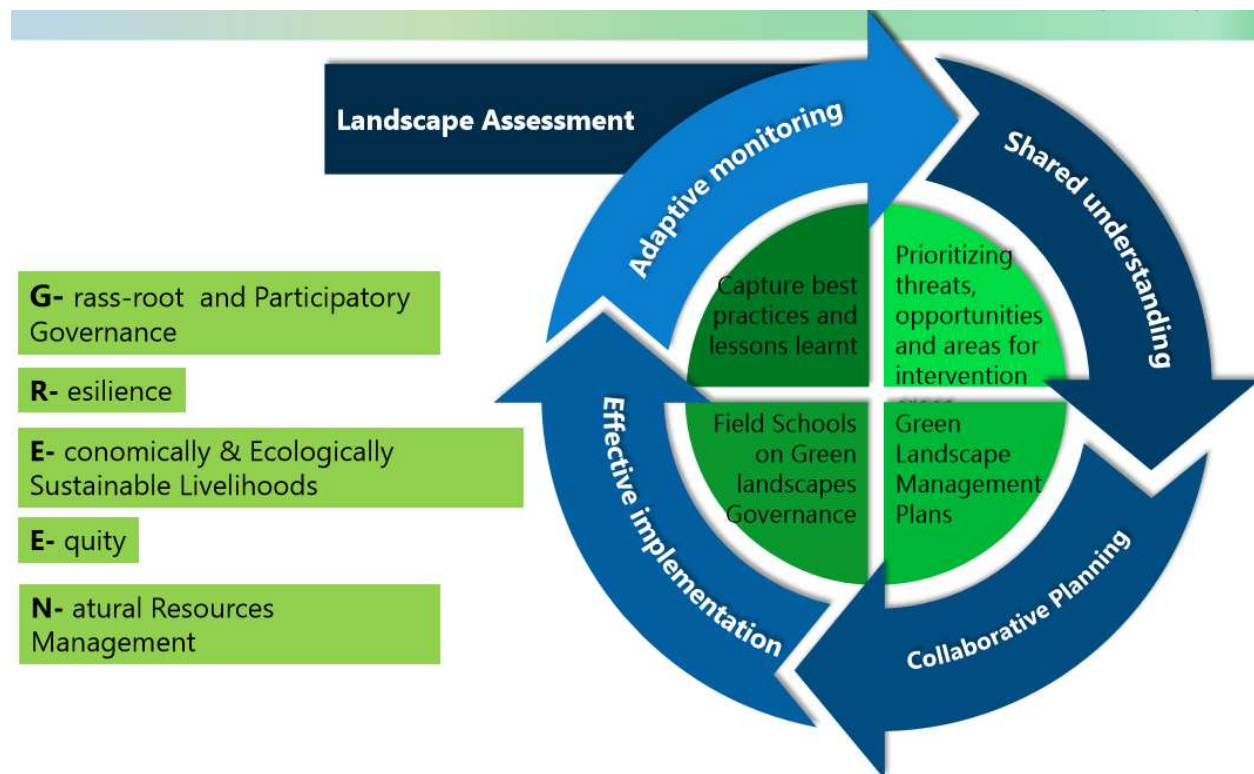 Landscape Assessment
Adaptive monitoring
Shared understanding
Collaborative Planning
Effective implementation
Capture best
practices and
lessons learnt
Prioritizing
threats,
opportunities
and areas for
intervention
Field Schools
on Green
landscapes
Governance
Green
Landscape
Management
Plans
G- rass-root and Participatory
Governance
R- esilience
E- conomically & Ecologically
Sustainable Livelihoods
E- quity
N- atural Resources
Management